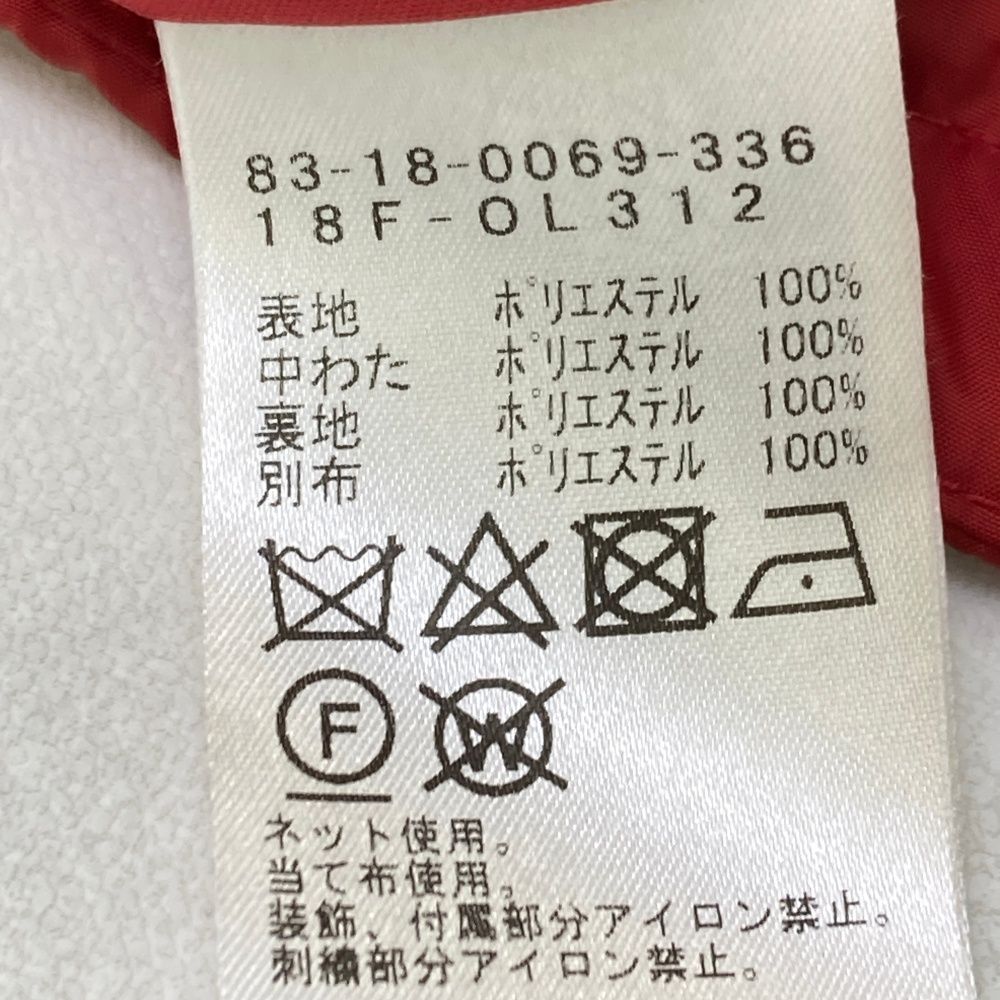 83-18-0069-336
18F-OL312
表地 ポリエステル 100%
中わた ポリエステル 100%
裏地 ポリエステル 100%
別布 ポリエステル 100%
F W
ネット使用。
当て布使用。
装飾、付属部分アイロン禁止。
刺繍部分アイロン禁止。